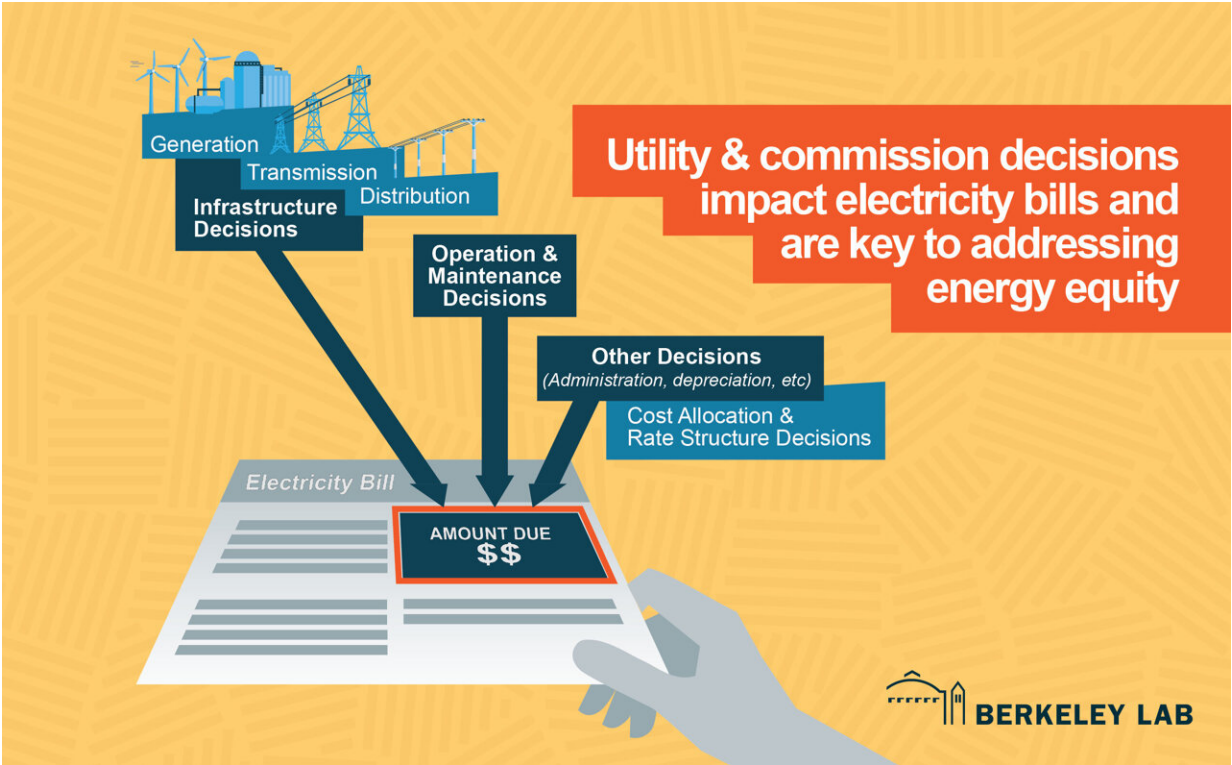 Generation
Transmission
Distribution
Infrastructure
Decisions
Utility & commission decisions
impact electricity bills and
are key to addressing
energy equity
Operation &
Maintenance
Decisions
Other Decisions
(Administration, depreciation, etc)
Cost Allocation &
Rate Structure Decisions
Electricity Bill
AMOUNT DUE
$$
BERKELEY LAB